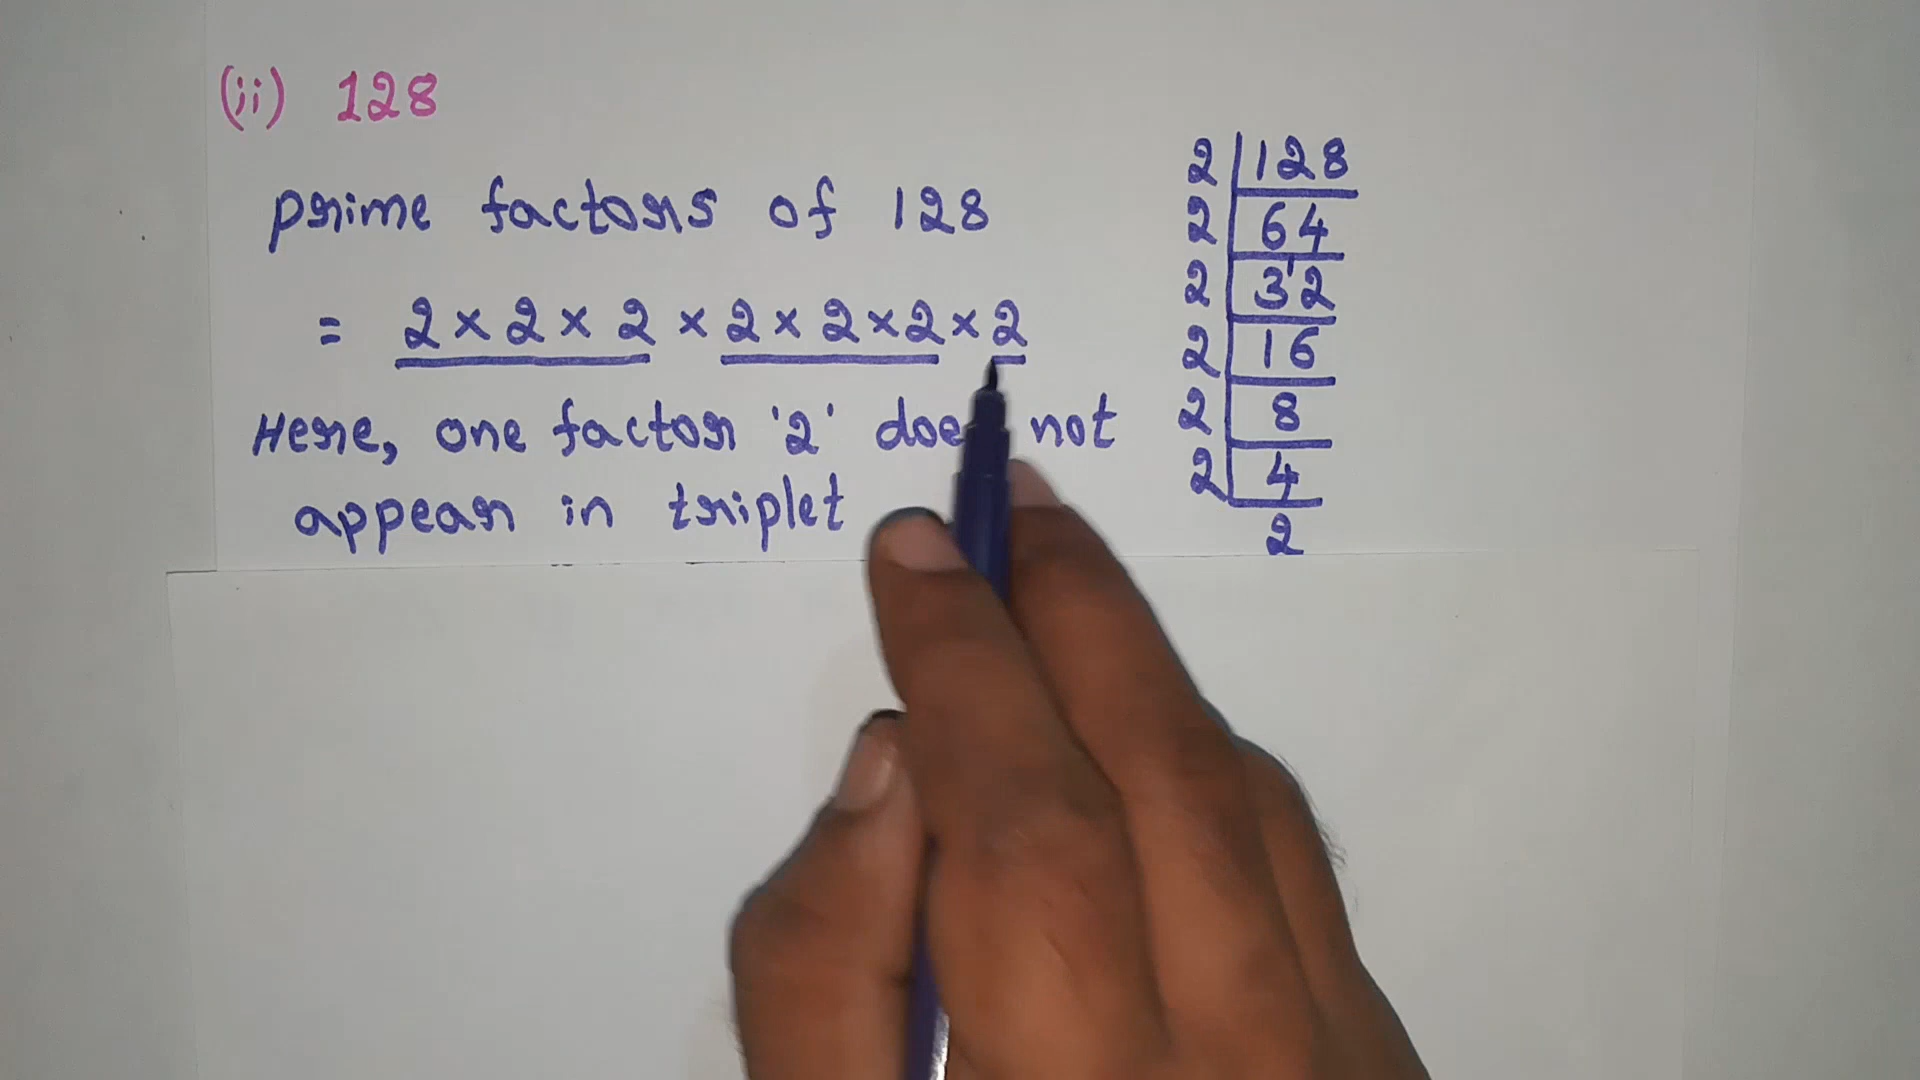 (ii) 128
prime factors of 128
= 2 × 2 × 2 × 2 × 2 × 2 × 2
Here, one factor '2' does not
appear in triplet
2 | 128
2 | 64
2 | 32
2 | 16
2 | 8
2 | 4
2